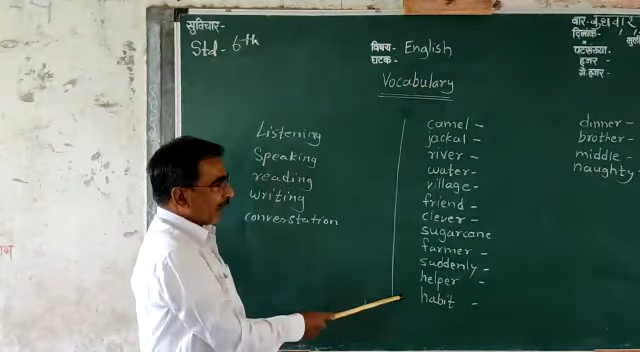 सुविचार-
Std - 6th
विषय- English
घटक-
Vocabulary
वार- बुधवार
दिनांक-
पटसंख्या-
हजर -
गै.हजर-
Listening
Speaking
reading
writing
converstation
camel -
jackal -
river -
water-
village-
friend -
clever -
sugarcane
farmer -
suddenly -
helper -
habit -
dinner -
brother-
middle -
naughty-